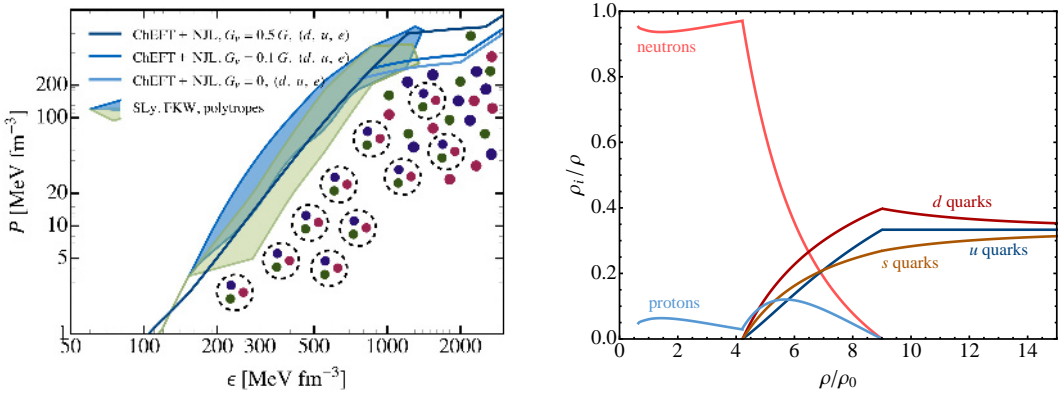 ChEFT + NJL, G_v = 0.5 G, (d, u, e)
ChEFT + NJL, G_v = 0.1 G, (d, u, e)
ChEFT + NJL, G_v = 0, (d, u, e)
SLy, FKW, polytropes
P [MeV fm⁻³]
200
100
20
10
5
1
50 100 200 300 500 1000 2000
ϵ [MeV fm⁻³]
ρ_i/ρ
1.0
0.8
0.6
0.4
0.2
0.0
neutrons
protons
d quarks
u quarks
s quarks
0 2 4 6 8 10 12 14
ρ/ρ₀